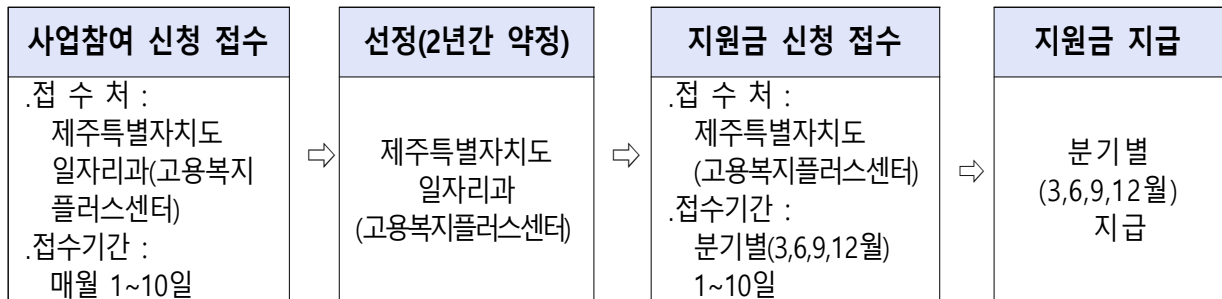 사업참여 신청 접수
.접 수 처 :
제주특별자치도
일자리과(고용복지
플러스센터)
.접수기간 :
매월 1~10일
⇨
선정(2년간 약정)
제주특별자치도
일자리과
(고용복지플러스센터)
⇨
지원금 신청 접수
.접 수 처 :
제주특별자치도
(고용복지플러스센터)
.접수기간 :
분기별(3,6,9,12월)
1~10일
⇨
지원금 지급
분기별
(3,6,9,12월)
지급